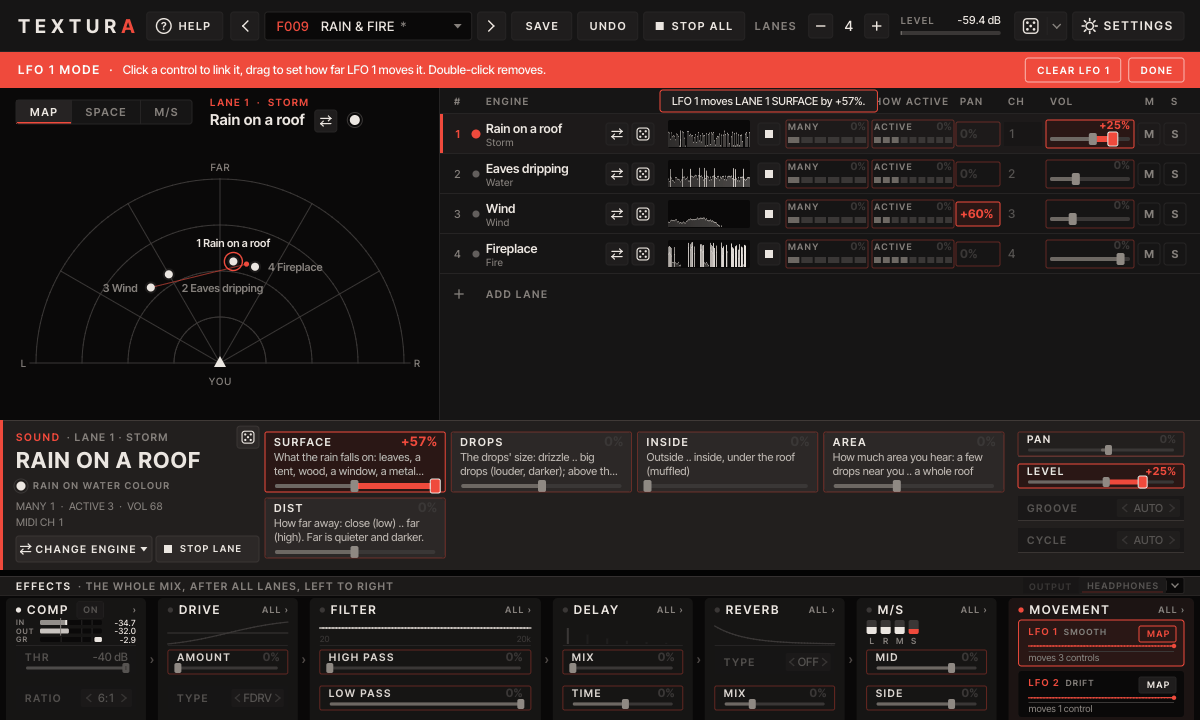 TEXTURA
? HELP
F009 RAIN & FIRE *
SAVE
UNDO
STOP ALL
LANES
− 4 +
LEVEL -59.4 dB
SETTINGS
LFO 1 MODE · Click a control to link it, drag to set how far LFO 1 moves it. Double-click removes.
CLEAR LFO 1
DONE
MAP SPACE M/S
LANE 1 · STORM
Rain on a roof
FAR
1 Rain on a roof
4 Fireplace
3 Wind
2 Eaves dripping
L
R
YOU
# ENGINE
LFO 1 moves LANE 1 SURFACE by +57%.
HOW ACTIVE PAN CH VOL M S
1 Rain on a roof
Storm
MANY 0% ACTIVE 0% 0% 1 +25% M S
2 Eaves dripping
Water
MANY 0% ACTIVE 0% 0% 2 0% M S
3 Wind
Wind
MANY 0% ACTIVE 0% +60% 3 0% M S
4 Fireplace
Fire
MANY 0% ACTIVE 0% 0% 4 0% M S
+ ADD LANE
SOUND · LANE 1 · STORM
RAIN ON A ROOF
RAIN ON WATER COLOUR
MANY 1 · ACTIVE 3 · VOL 68
MIDI CH 1
CHANGE ENGINE
STOP LANE
SURFACE +57%
What the rain falls on: leaves, a
tent, wood, a window, a metal...
DROPS 0%
The drops' size: drizzle .. big
drops (louder, darker); above th...
INSIDE 0%
Outside .. inside, under the roof
(muffled)
AREA 0%
How much area you hear: a few
drops near you .. a whole roof
DIST 0%
How far away: close (low) .. far
(high). Far is quieter and darker.
PAN 0%
LEVEL +25%
GROOVE < AUTO >
CYCLE < AUTO >
EFFECTS · THE WHOLE MIX, AFTER ALL LANES, LEFT TO RIGHT
OUTPUT HEADPHONES
COMP ON ›
IN -34.7
OUT -32.0
GR -2.9
THR -40 dB
RATIO < 6:1 >
DRIVE ALL ›
AMOUNT 0%
TYPE < FDRV >
FILTER ALL ›
20 20k
HIGH PASS 0%
LOW PASS 0%
DELAY ALL ›
MIX 0%
TIME 0%
REVERB ALL ›
TYPE < OFF >
MIX 0%
M/S ALL ›
L R M S
MID 0%
SIDE 0%
MOVEMENT ALL ›
LFO 1 SMOOTH MAP
moves 3 controls
LFO 2 DRIFT MAP
moves 1 control